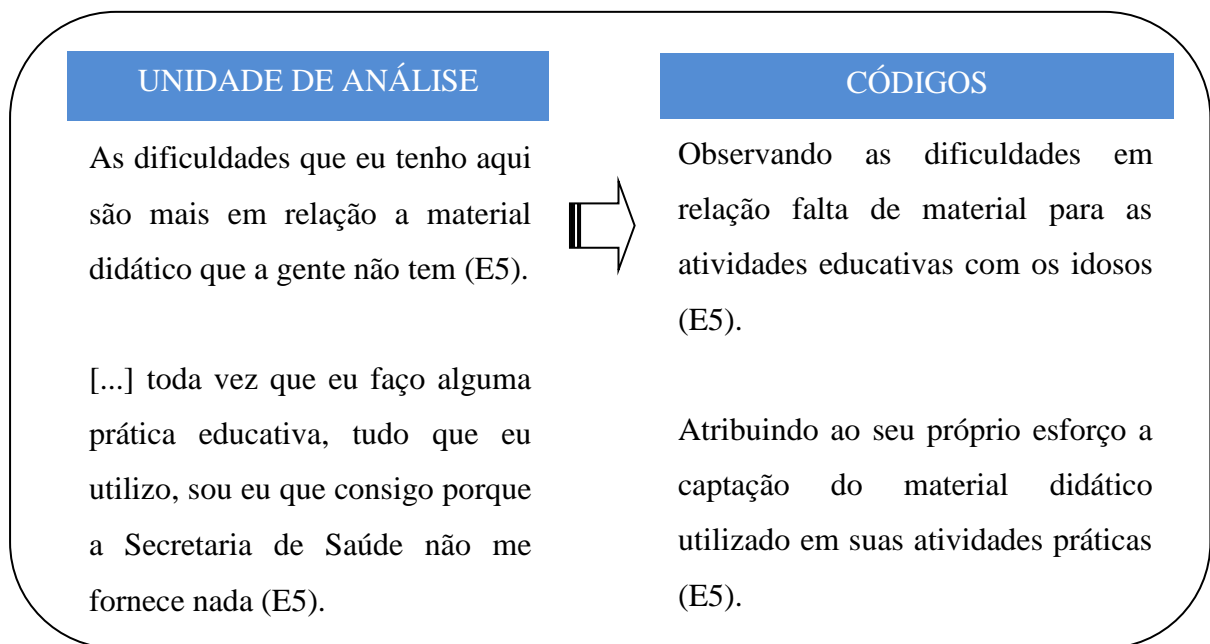 UNIDADE DE ANÁLISE
As dificuldades que eu tenho aqui
são mais em relação a material
didático que a gente não tem (E5).
[...] toda vez que eu faço alguma
prática educativa, tudo que eu
utilizo, sou eu que consigo porque
a Secretaria de Saúde não me
fornece nada (E5).
CÓDIGOS
Observando as dificuldades em
relação falta de material para as
atividades educativas com os idosos
(E5).
Atribuindo ao seu próprio esforço a
captação do material didático
utilizado em suas atividades práticas
(E5).